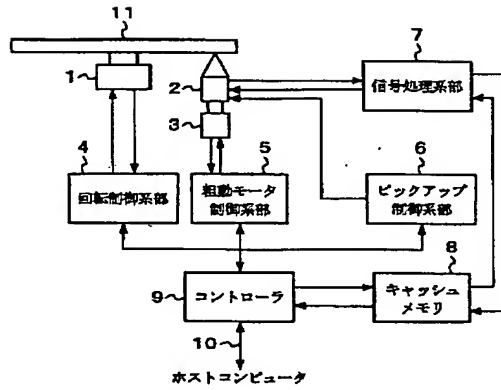 11
1
2
3
7
信号処理系部
4
回転制御系部
5
粗動モータ
制御系部
6
ピックアップ
制御系部
9
コントローラ
8
キャッシュ
メモリ
10
ホストコンピュータ